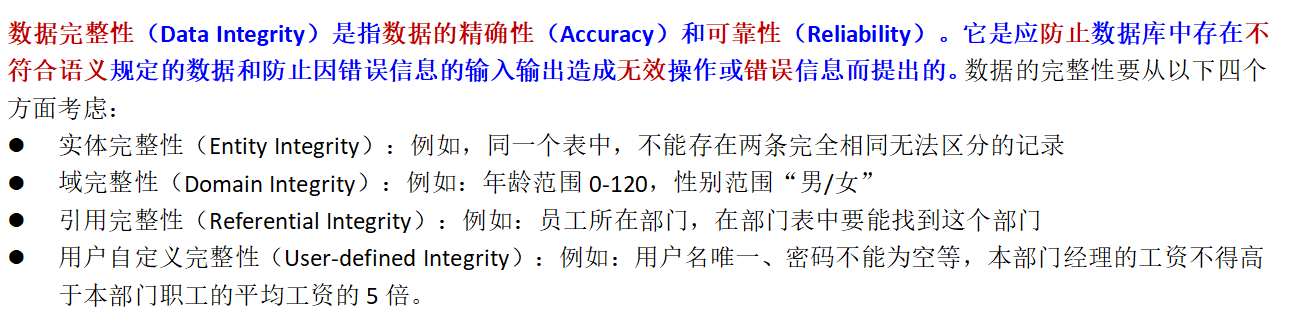 数据完整性（Data Integrity）是指数据的精确性（Accuracy）和可靠性（Reliability）。它是应防止数据库中存在不
符合语义规定的数据和防止因错误信息的输入输出造成无效操作或错误信息而提出的。数据的完整性要从以下四个
方面考虑：
● 实体完整性（Entity Integrity）：例如，同一个表中，不能存在两条完全相同无法区分的记录
● 域完整性（Domain Integrity）：例如：年龄范围 0-120，性别范围“男/女”
● 引用完整性（Referential Integrity）：例如：员工所在部门，在部门表中要能找到这个部门
● 用户自定义完整性（User-defined Integrity）：例如：用户名唯一、密码不能为空等，本部门经理的工资不得高
于本部门职工的平均工资的 5 倍。